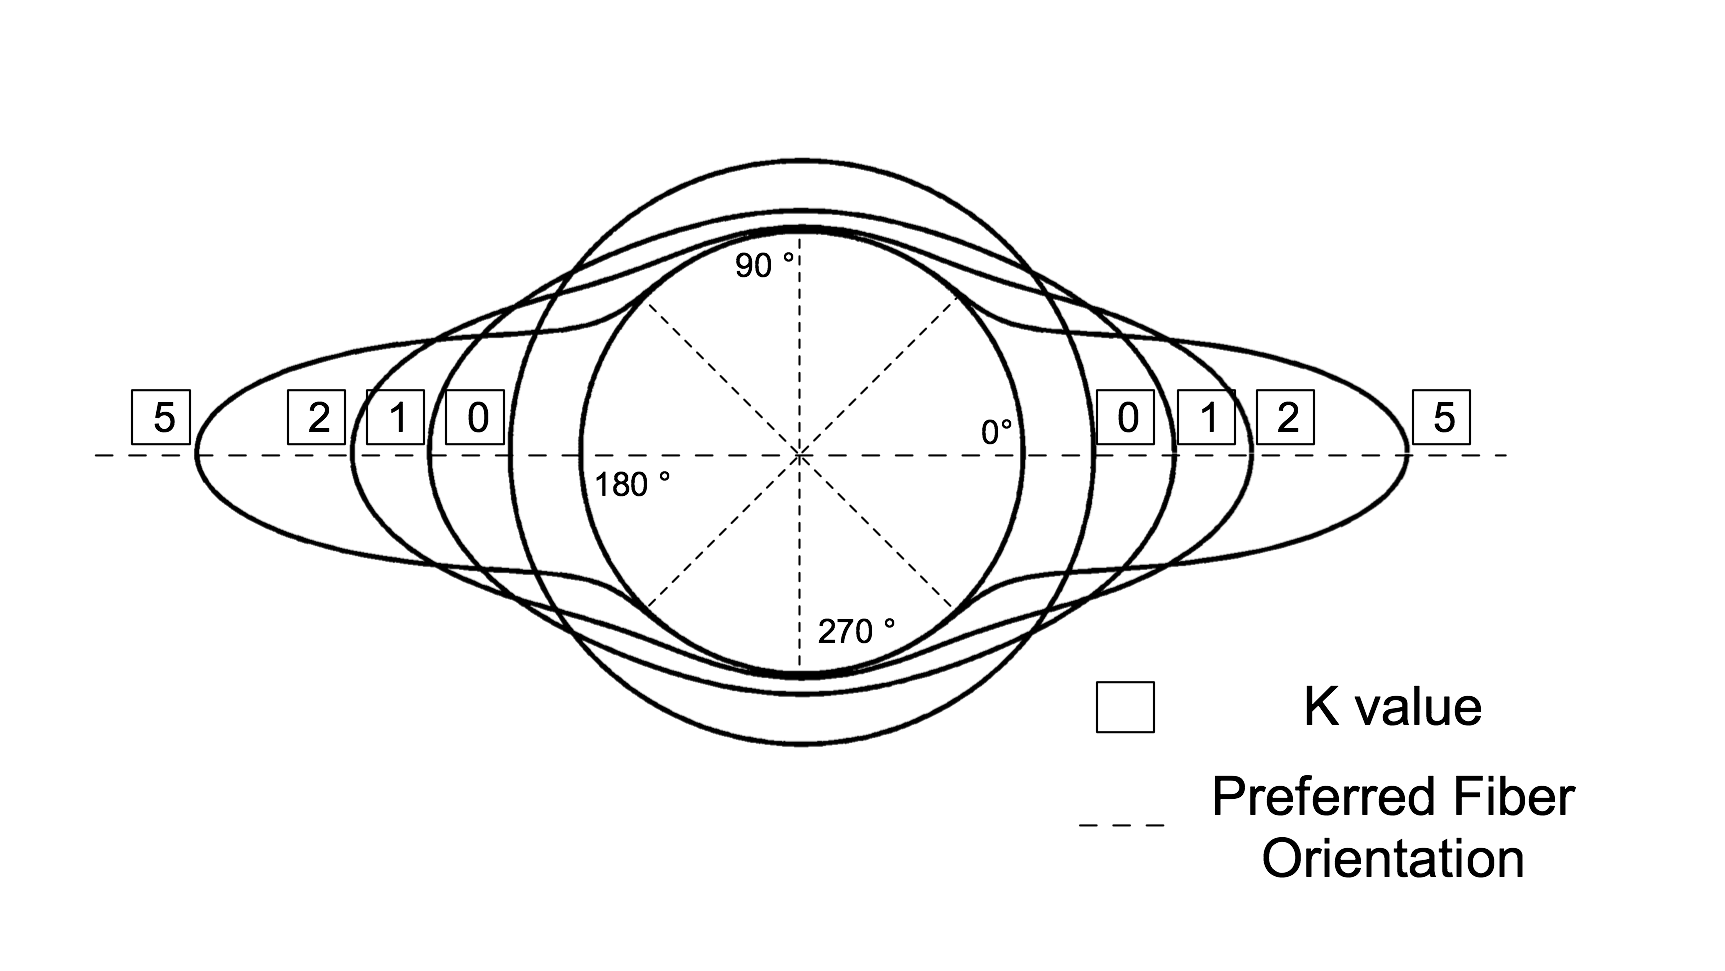 90 °
0°
5 2 1 0 0 1 2 5
180 °
270 °
K value
Preferred Fiber
Orientation